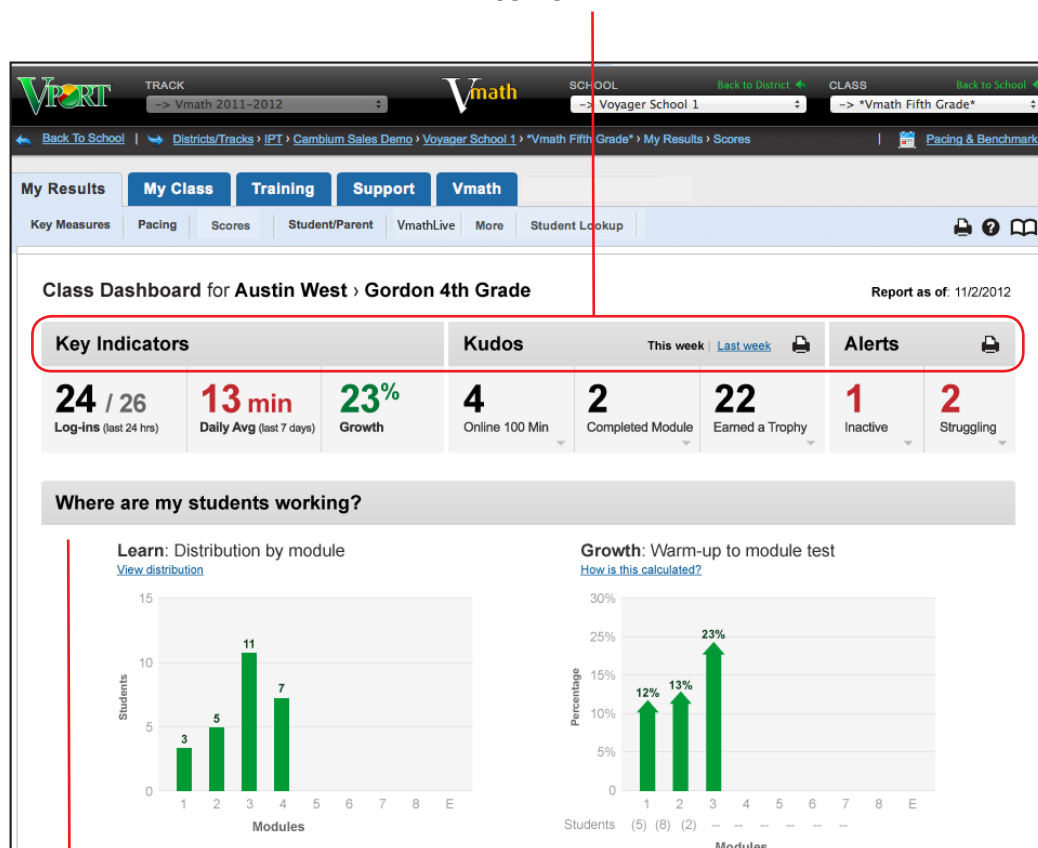 VPORT
TRACK
-> Vmath 2011-2012
Vmath
SCHOOL
Back to District
-> Voyager School 1
CLASS
Back to School
-> *Vmath Fifth Grade*
Back To School | Districts/Tracks › IPT › Cambium Sales Demo › Voyager School 1 › *Vmath Fifth Grade* › My Results › Scores | Pacing & Benchmark
My Results My Class Training Support Vmath
Key Measures Pacing Scores Student/Parent VmathLive More Student Lookup
Class Dashboard for Austin West › Gordon 4th Grade
Report as of: 11/2/2012
Key Indicators
Kudos
This week | Last week
Alerts
24 / 26
Log-ins (last 24 hrs)
13 min
Daily Avg (last 7 days)
23%
Growth
4
Online 100 Min
2
Completed Module
22
Earned a Trophy
1
Inactive
2
Struggling
Where are my students working?
Learn: Distribution by module
View distribution
15
10
5
0
Students
3
5
11
7
1 2 3 4 5 6 7 8 E
Modules
Growth: Warm-up to module test
How is this calculated?
30%
25%
15%
10%
5%
0
Percentage
12%
13%
23%
1 2 3 4 5 6 7 8 E
Students (5) (8) (2) -- -- -- -- --
Modules